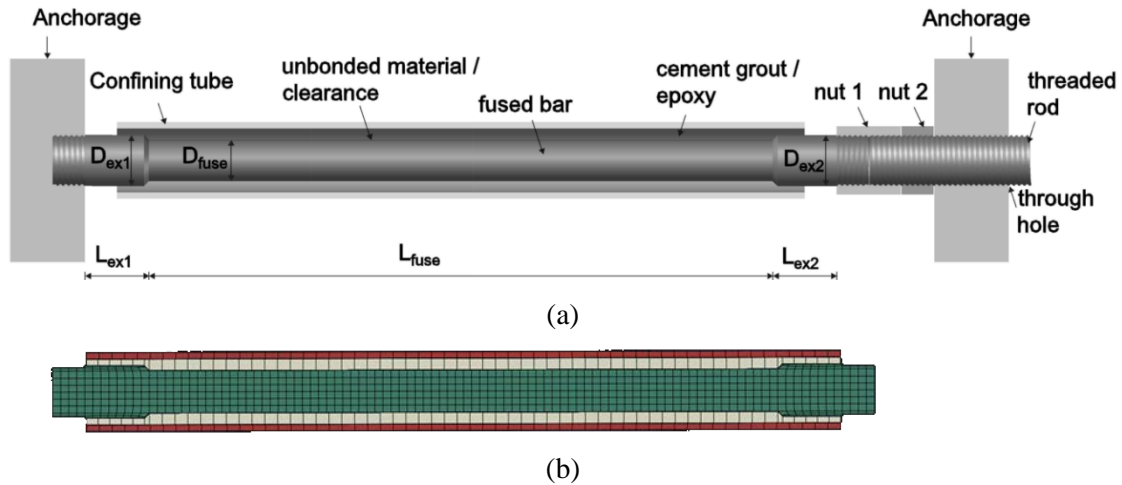 Anchorage
Anchorage
Confining tube
unbonded material /
clearance
fused bar
cement grout /
epoxy
nut 1
nut 2
threaded
rod
Dex1
Dfuse
Dex2
through
hole
Lex1
Lfuse
Lex2
(a)
(b)